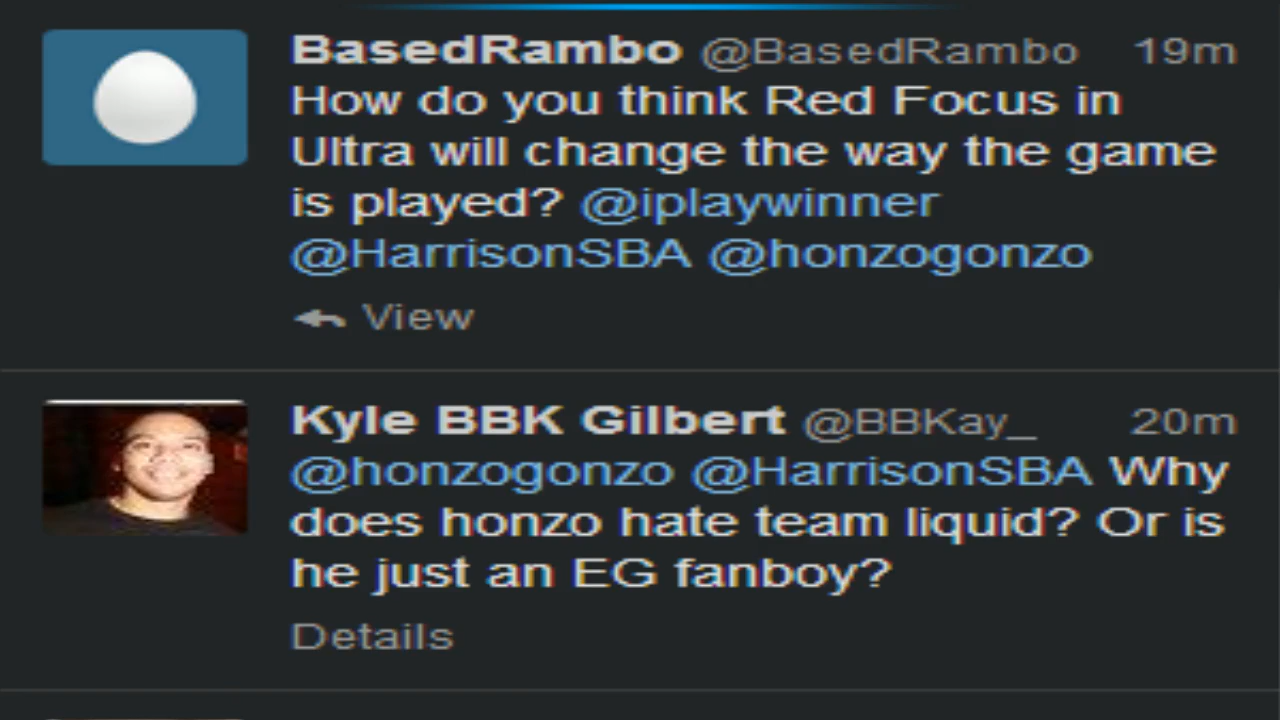 BasedRambo @BasedRambo 19m
How do you think Red Focus in
Ultra will change the way the game
is played? @iplaywinner
@HarrisonSBA @honzogonzo
View
Kyle BBK Gilbert @BBKay_ 20m
@honzogonzo @HarrisonSBA Why
does honzo hate team liquid? Or is
he just an EG fanboy?
Details